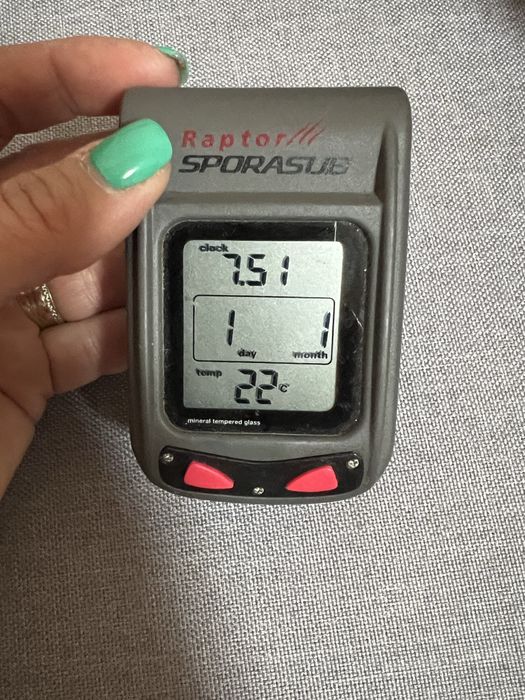 Raptor
SPORASUB
clock
7.51
1 1
day month
temp 22°C
mineral tempered glass